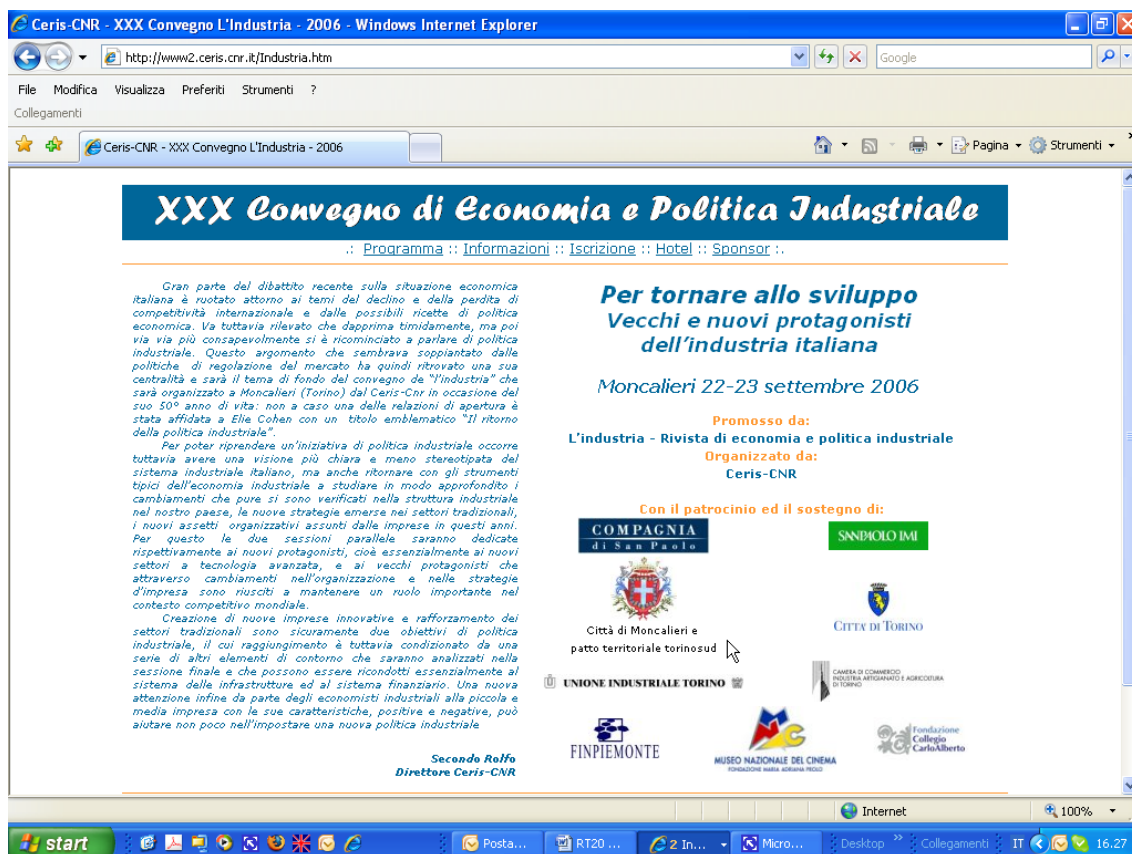 Ceris-CNR - XXX Convegno L'Industria - 2006 - Windows Internet Explorer
http://www2.ceris.cnr.it/Industria.htm
Google
File Modifica Visualizza Preferiti Strumenti ?
Collegamenti
Ceris-CNR - XXX Convegno L'Industria - 2006
Pagina
Strumenti
XXX Convegno di Economia e Politica Industriale
.: Programma :: Informazioni :: Iscrizione :: Hotel :: Sponsor :.
Gran parte del dibattito recente sulla situazione economica
italiana è ruotato attorno ai temi del declino e della perdita di
competitività internazionale e dalle possibili ricette di politica
economica. Va tuttavia rilevato che dapprima timidamente, ma poi
via via più consapevolmente si è ricominciato a parlare di politica
industriale. Questo argomento che sembrava soppiantato dalle
politiche di regolazione del mercato ha quindi ritrovato una sua
centralità e sarà il tema di fondo del convegno de "l'industria" che
sarà organizzato a Moncalieri (Torino) dal Ceris-Cnr in occasione del
suo 50° anno di vita: non a caso una delle relazioni di apertura è
stata affidata a Elie Cohen con un titolo emblematico "Il ritorno
della politica industriale".
Per poter riprendere un'iniziativa di politica industriale occorre
tuttavia avere una visione più chiara e meno stereotipata del
sistema industriale italiano, ma anche ritornare con gli strumenti
tipici dell'economia industriale a studiare in modo approfondito i
cambiamenti che pure si sono verificati nella struttura industriale
nel nostro paese, le nuove strategie emerse nei settori tradizionali,
i nuovi assetti organizzativi assunti dalle imprese in questi anni.
Per questo le due sessioni parallele saranno dedicate
rispettivamente ai nuovi protagonisti, cioè essenzialmente ai nuovi
settori a tecnologia avanzata, e ai vecchi protagonisti che
attraverso cambiamenti nell'organizzazione e nelle strategie
d'impresa sono riusciti a mantenere un ruolo importante nel
contesto competitivo mondiale.
Creazione di nuove imprese innovative e rafforzamento dei
settori tradizionali sono sicuramente due obiettivi di politica
industriale, il cui raggiungimento è tuttavia condizionato da una
serie di altri elementi di contorno che saranno analizzati nella
sessione finale e che possono essere ricondotti essenzialmente al
sistema delle infrastrutture ed al sistema finanziario. Una nuova
attenzione infine da parte degli economisti industriali alla piccola e
media impresa con le sue caratteristiche, positive e negative, può
aiutare non poco nell'impostare una nuova politica industriale
Secondo Rolfo
Direttore Ceris-CNR
Per tornare allo sviluppo
Vecchi e nuovi protagonisti
dell'industria italiana
Moncalieri 22-23 settembre 2006
Promosso da:
L'industria - Rivista di economia e politica industriale
Organizzato da:
Ceris-CNR
Con il patrocinio ed il sostegno di:
COMPAGNIA
di San Paolo
SANPAOLO IMI
Città di Moncalieri e
patto territoriale torinosud
CITTA' DI TORINO
UNIONE INDUSTRIALE TORINO
CAMERA DI COMMERCIO
INDUSTRIA ARTIGIANATO E AGRICOLTURA
DI TORINO
FINPIEMONTE
MUSEO NAZIONALE DEL CINEMA
FONDAZIONE MARIA ADRIANA PROLO
Fondazione
Collegio
CarloAlberto
Internet
100%
start
Posta...
RT20 ...
2 In...
Micro...
Desktop
Collegamenti
IT
16.27